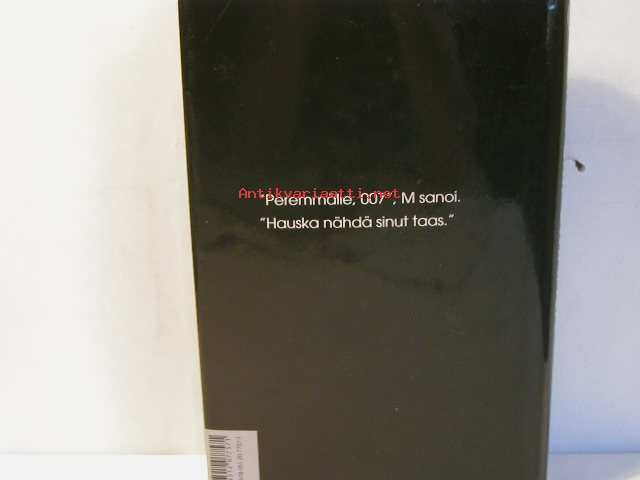 Antikvariaatti.net
"Peremmälle, 007", M sanoi.
"Hauska nähdä sinut taas."